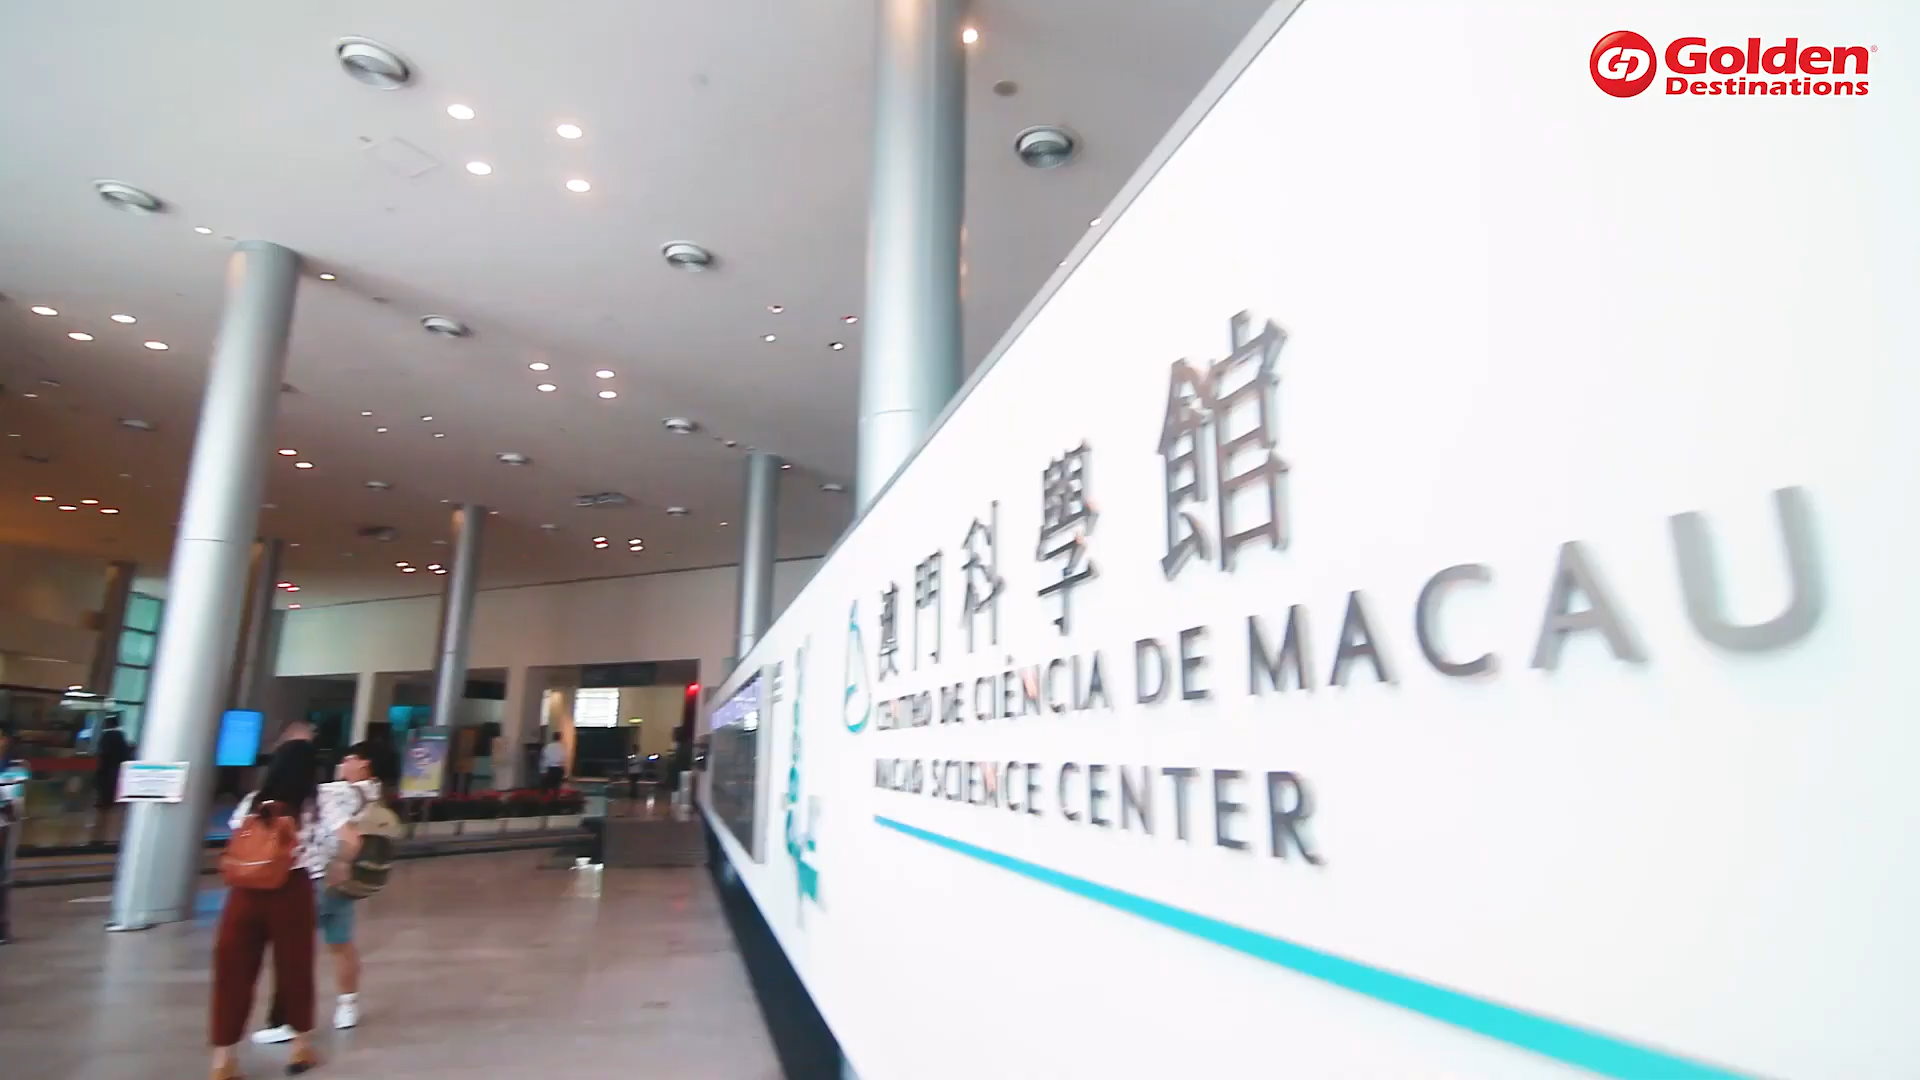 Golden
Destinations
澳門科學館
CENTRO DE CIÊNCIA DE MACAU
MACAO SCIENCE CENTER